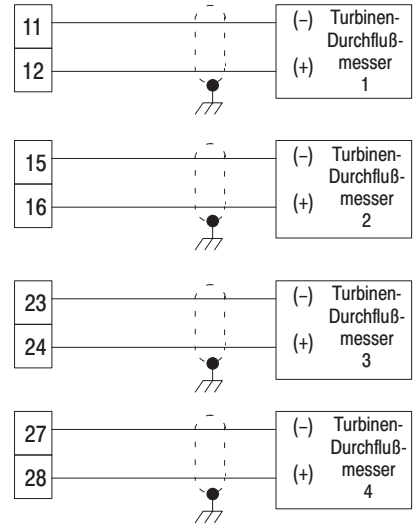 11
(−) Turbinen-
Durchfluß-
12
(+) messer
1
15
(−) Turbinen-
Durchfluß-
16
(+) messer
2
23
(−) Turbinen-
Durchfluß-
24
(+) messer
3
27
(−) Turbinen-
Durchfluß-
28
(+) messer
4